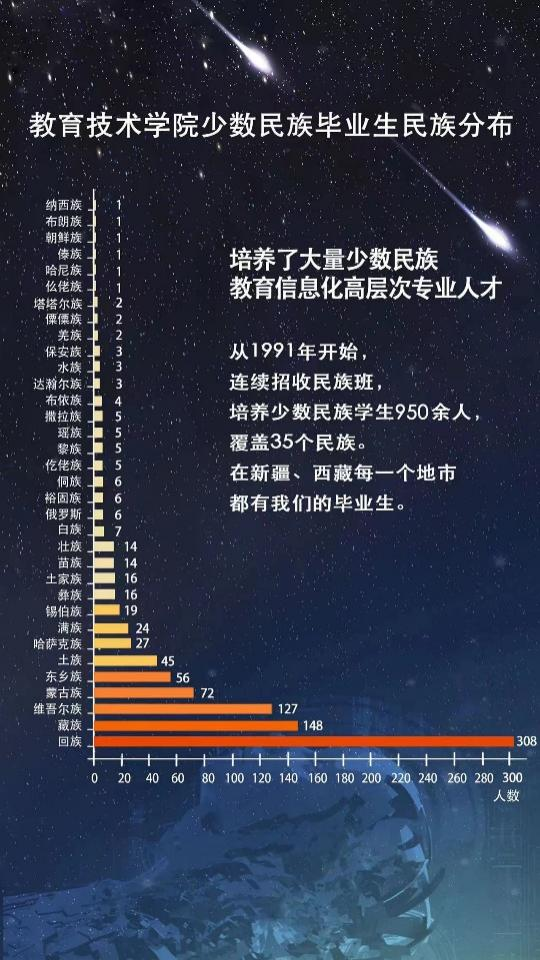 教育技术学院少数民族毕业生民族分布
培养了大量少数民族
教育信息化高层次专业人才
从1991年开始，
连续招收民族班，
培养少数民族学生950余人，
覆盖35个民族。
在新疆、西藏每一个地市
都有我们的毕业生。
纳西族 1
布朗族 1
朝鲜族 1
傣族 1
哈尼族 1
仫佬族 1
塔塔尔族 2
傈僳族 2
羌族 2
保安族 3
水族 3
达瀚尔族 3
布依族 4
撒拉族 5
瑶族 5
黎族 5
仡佬族 5
侗族 6
裕固族 6
俄罗斯 6
白族 7
壮族 14
苗族 14
土家族 16
彝族 16
锡伯族 19
满族 24
哈萨克族 27
土族 45
东乡族 56
蒙古族 72
维吾尔族 127
藏族 148
回族 308
0 20 40 60 80 100 120 140 160 180 200 220 240 260 280 300
人数